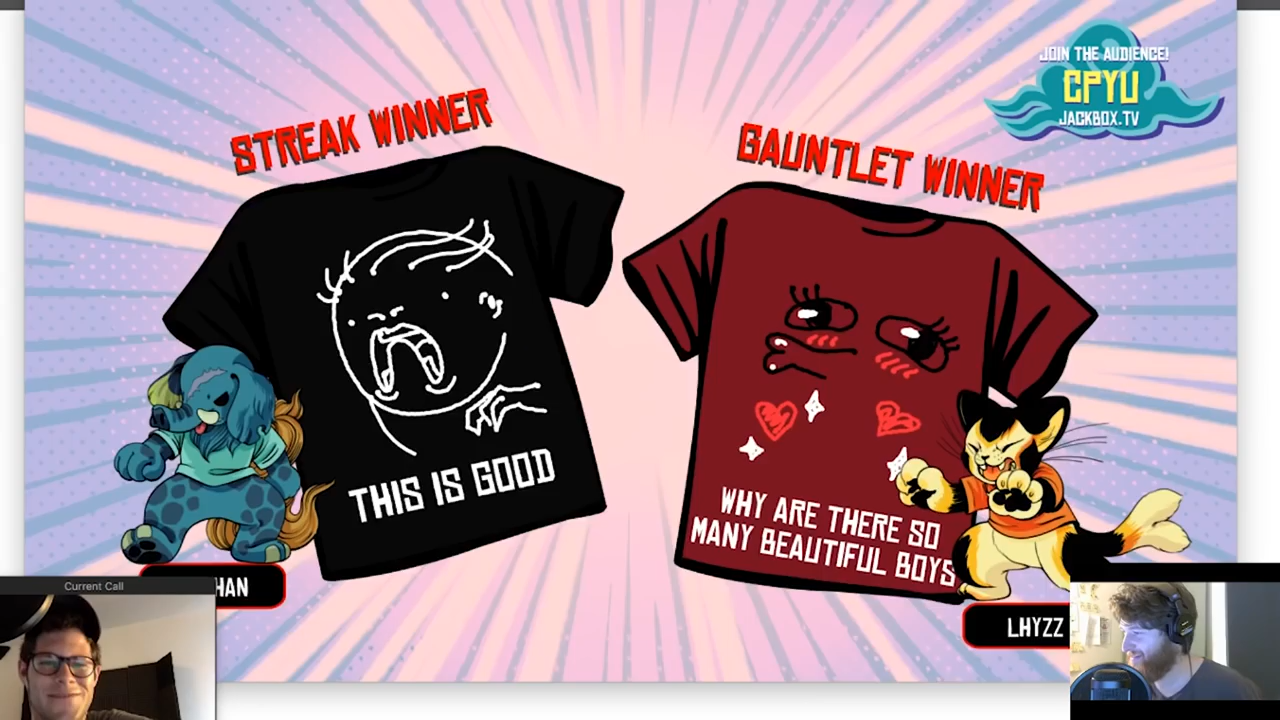 JOIN THE AUDIENCE!
CPYU
JACKBOX.TV
STREAK WINNER
GAUNTLET WINNER
THIS IS GOOD
WHY ARE THERE SO
MANY BEAUTIFUL BOYS
HAN
LHYZZ
Current Call